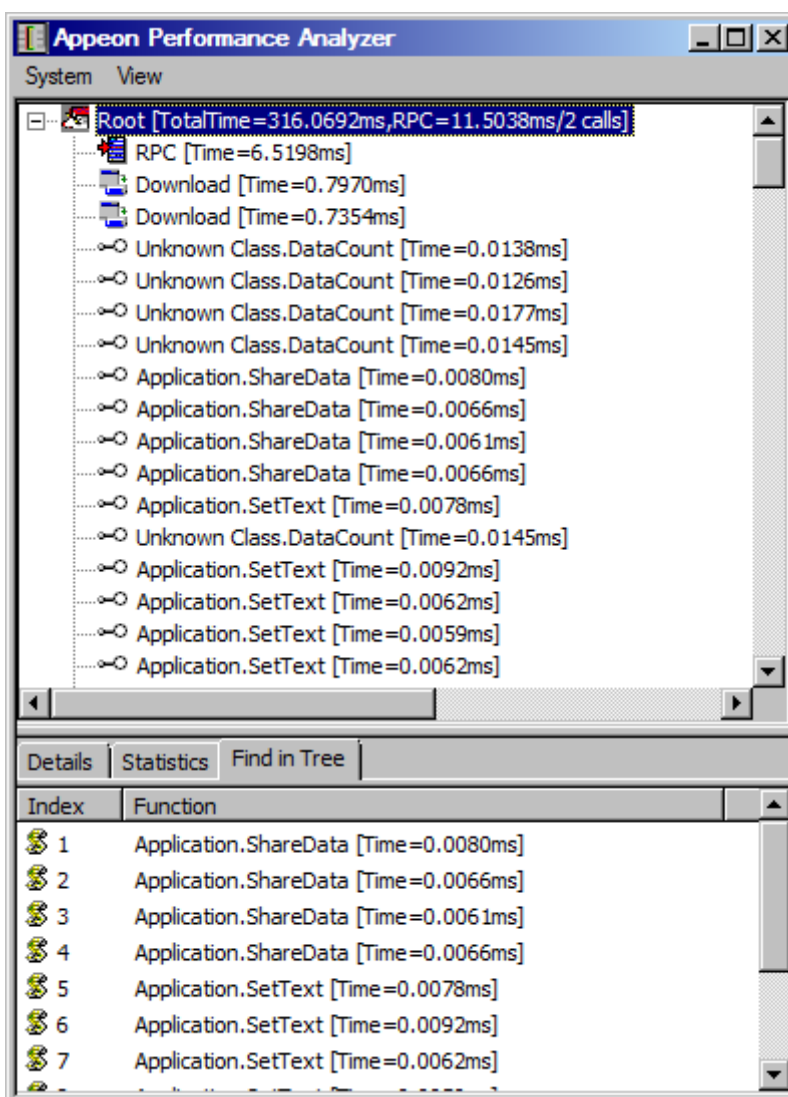 Appeon Performance Analyzer
System View
Root [TotalTime=316.0692ms,RPC=11.5038ms/2 calls]
RPC [Time=6.5198ms]
Download [Time=0.7970ms]
Download [Time=0.7354ms]
Unknown Class.DataCount [Time=0.0138ms]
Unknown Class.DataCount [Time=0.0126ms]
Unknown Class.DataCount [Time=0.0177ms]
Unknown Class.DataCount [Time=0.0145ms]
Application.ShareData [Time=0.0080ms]
Application.ShareData [Time=0.0066ms]
Application.ShareData [Time=0.0061ms]
Application.ShareData [Time=0.0066ms]
Application.SetText [Time=0.0078ms]
Unknown Class.DataCount [Time=0.0145ms]
Application.SetText [Time=0.0092ms]
Application.SetText [Time=0.0062ms]
Application.SetText [Time=0.0059ms]
Application.SetText [Time=0.0062ms]
Details Statistics Find in Tree
Index Function
1 Application.ShareData [Time=0.0080ms]
2 Application.ShareData [Time=0.0066ms]
3 Application.ShareData [Time=0.0061ms]
4 Application.ShareData [Time=0.0066ms]
5 Application.SetText [Time=0.0078ms]
6 Application.SetText [Time=0.0092ms]
7 Application.SetText [Time=0.0062ms]